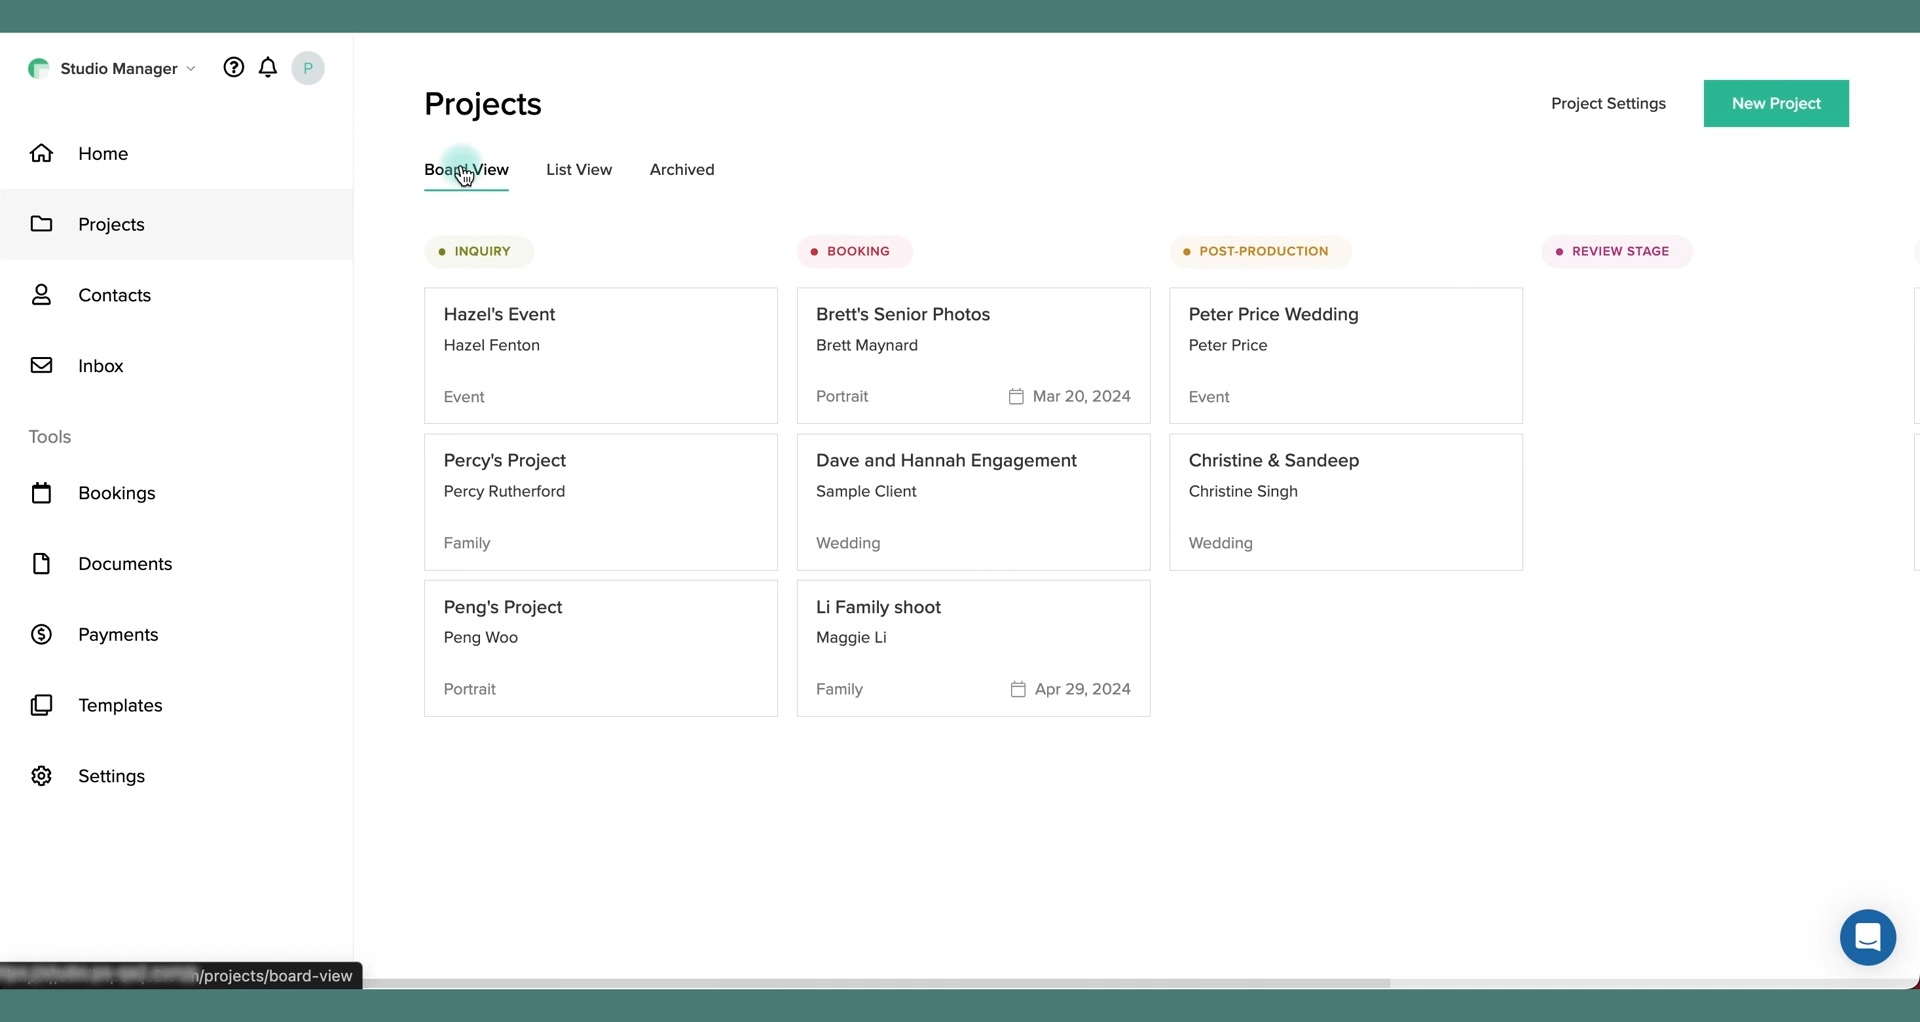 Studio Manager
P
Home
Projects
Contacts
Inbox
Tools
Bookings
Documents
Payments
Templates
Settings
Projects
Project Settings
New Project
Board View
List View
Archived
INQUIRY
Hazel's Event
Hazel Fenton
Event
Percy's Project
Percy Rutherford
Family
Peng's Project
Peng Woo
Portrait
BOOKING
Brett's Senior Photos
Brett Maynard
Portrait
Mar 20, 2024
Dave and Hannah Engagement
Sample Client
Wedding
Li Family shoot
Maggie Li
Family
Apr 29, 2024
POST-PRODUCTION
Peter Price Wedding
Peter Price
Event
Christine & Sandeep
Christine Singh
Wedding
REVIEW STAGE
/projects/board-view